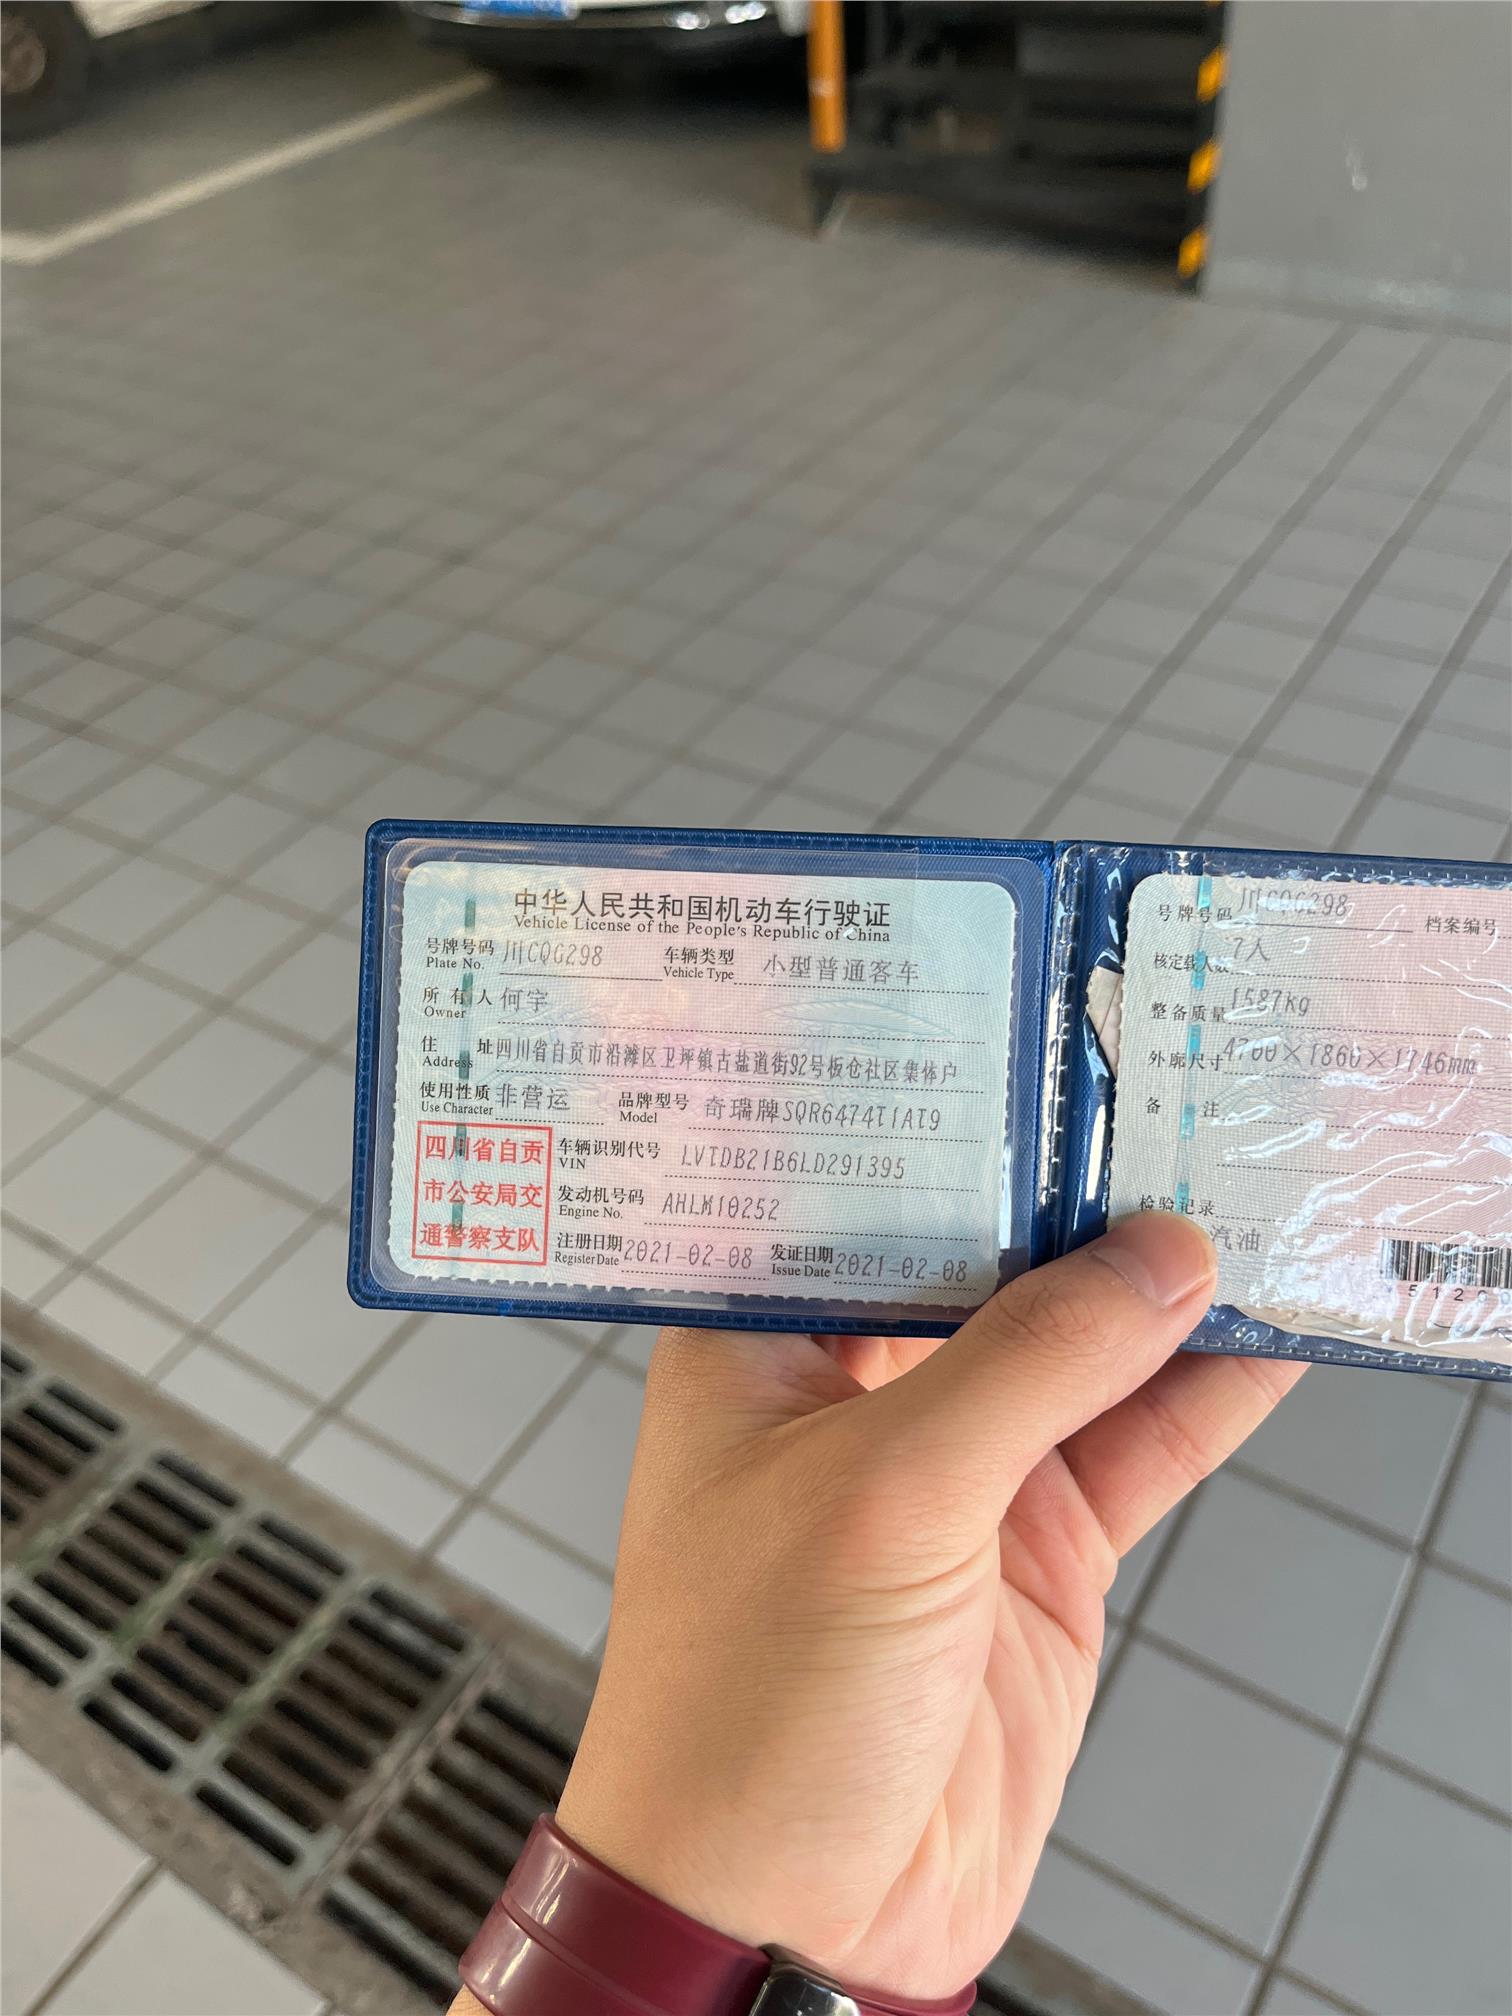 中华人民共和国机动车行驶证
Vehicle License of the People's Republic of China
号牌号码 川CQG298 车辆类型 小型普通客车
Plate No. Vehicle Type
所有人 何宇
Owner
住址 四川省自贡市沿滩区卫坪镇古盐道街92号板仓社区集体户
Address
使用性质 非营运 品牌型号 奇瑞牌SQR6474T1AT9
Use Character Model
四川省自贡
市公安局交
通警察支队
车辆识别代号 LVTDB21B6LD291395
VIN
发动机号码 AHLM10252
Engine No.
注册日期 2021-02-08 发证日期 2021-02-08
Register Date Issue Date
号牌号码 川CQG298 档案编号
核定载人数 7人
整备质量 1587kg
外廓尺寸 4700×1860×1746mm
备注
检验记录
汽油
5120